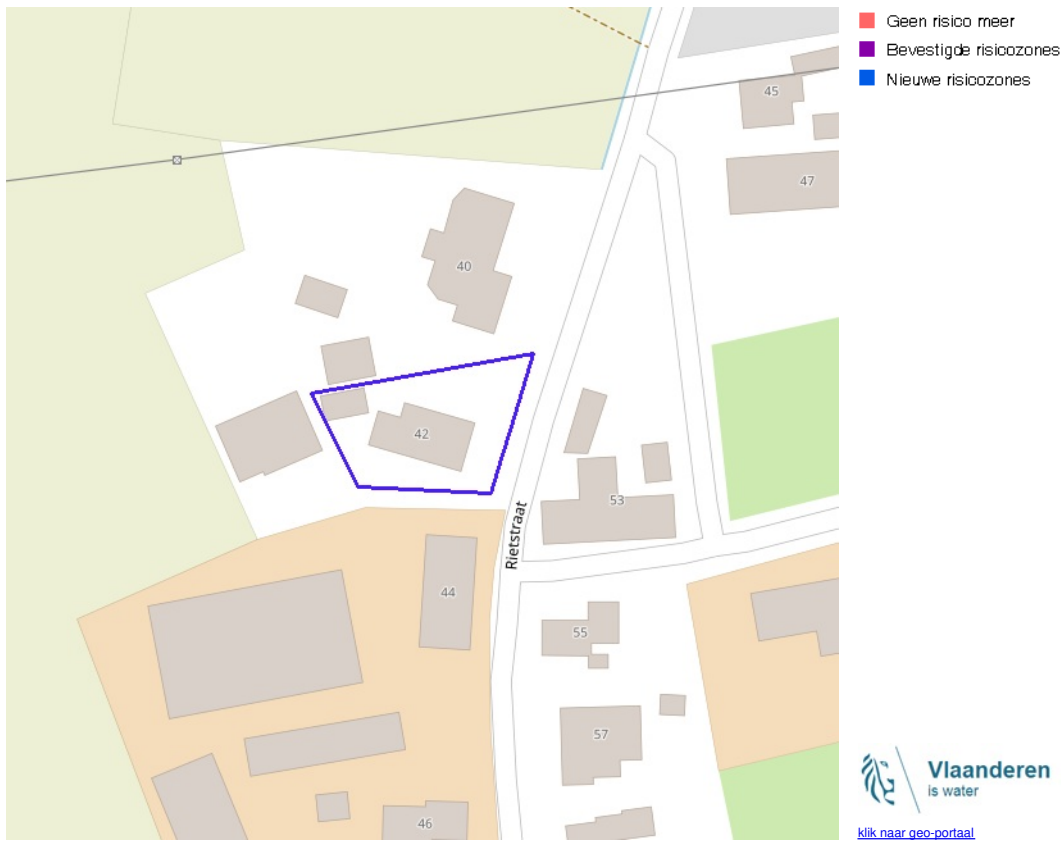 Geen risico meer
Bevestigde risicozones
Nieuwe risicozones
45
47
40
42
53
Rietstraat
44
55
57
46
Vlaanderen
is water
klik naar geo-portaal